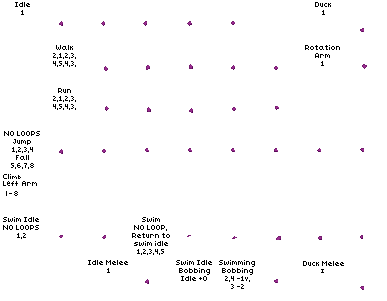 Idle
1
Duck
1
Walk
2,1,2,3,
4,5,4,3,
Rotation
Arm
1
Run
2,1,2,3,
4,5,4,3,
NO LOOPS
Jump
1,2,3,4
Fall
5,6,7,8
Climb
Left Arm
1-8
Swim Idle
NO LOOPS
1,2
Swim
NO LOOP,
Return to
swim idle
1,2,3,4,5
Idle Melee
1
Swim Idle
Bobbing
Idle +0
Swimming
Bobbing
2,4 -1v,
3 -2
Duck Melee
1